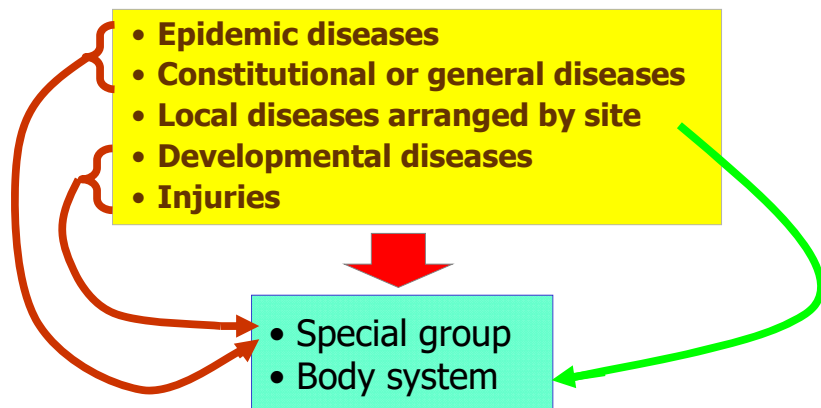 • Epidemic diseases
• Constitutional or general diseases
• Local diseases arranged by site
• Developmental diseases
• Injuries
• Special group
• Body system